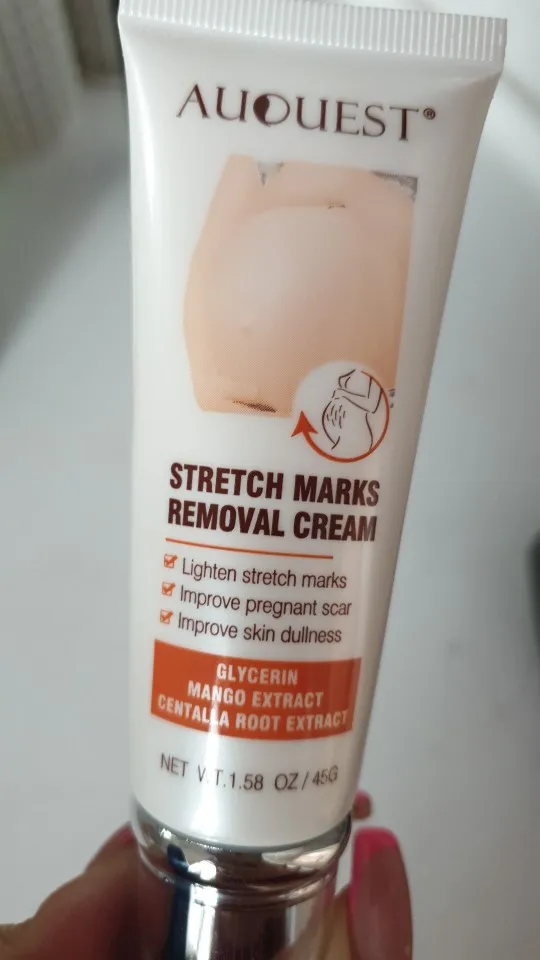 AUQUEST®
STRETCH MARKS
REMOVAL CREAM
Lighten stretch marks
Improve pregnant scar
Improve skin dullness
GLYCERIN
MANGO EXTRACT
CENTALLA ROOT EXTRACT
NET W.T.1.58 OZ / 45G